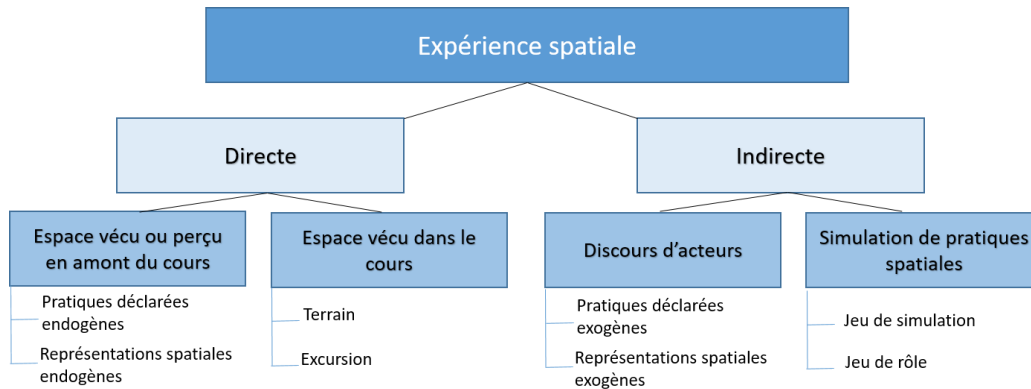 Expérience spatiale
Directe
Indirecte
Espace vécu ou perçu
en amont du cours
Espace vécu dans le
cours
Discours d'acteurs
Simulation de pratiques
spatiales
Pratiques déclarées
endogènes
Représentations spatiales
endogènes
Terrain
Excursion
Pratiques déclarées
exogènes
Représentations spatiales
exogènes
Jeu de simulation
Jeu de rôle